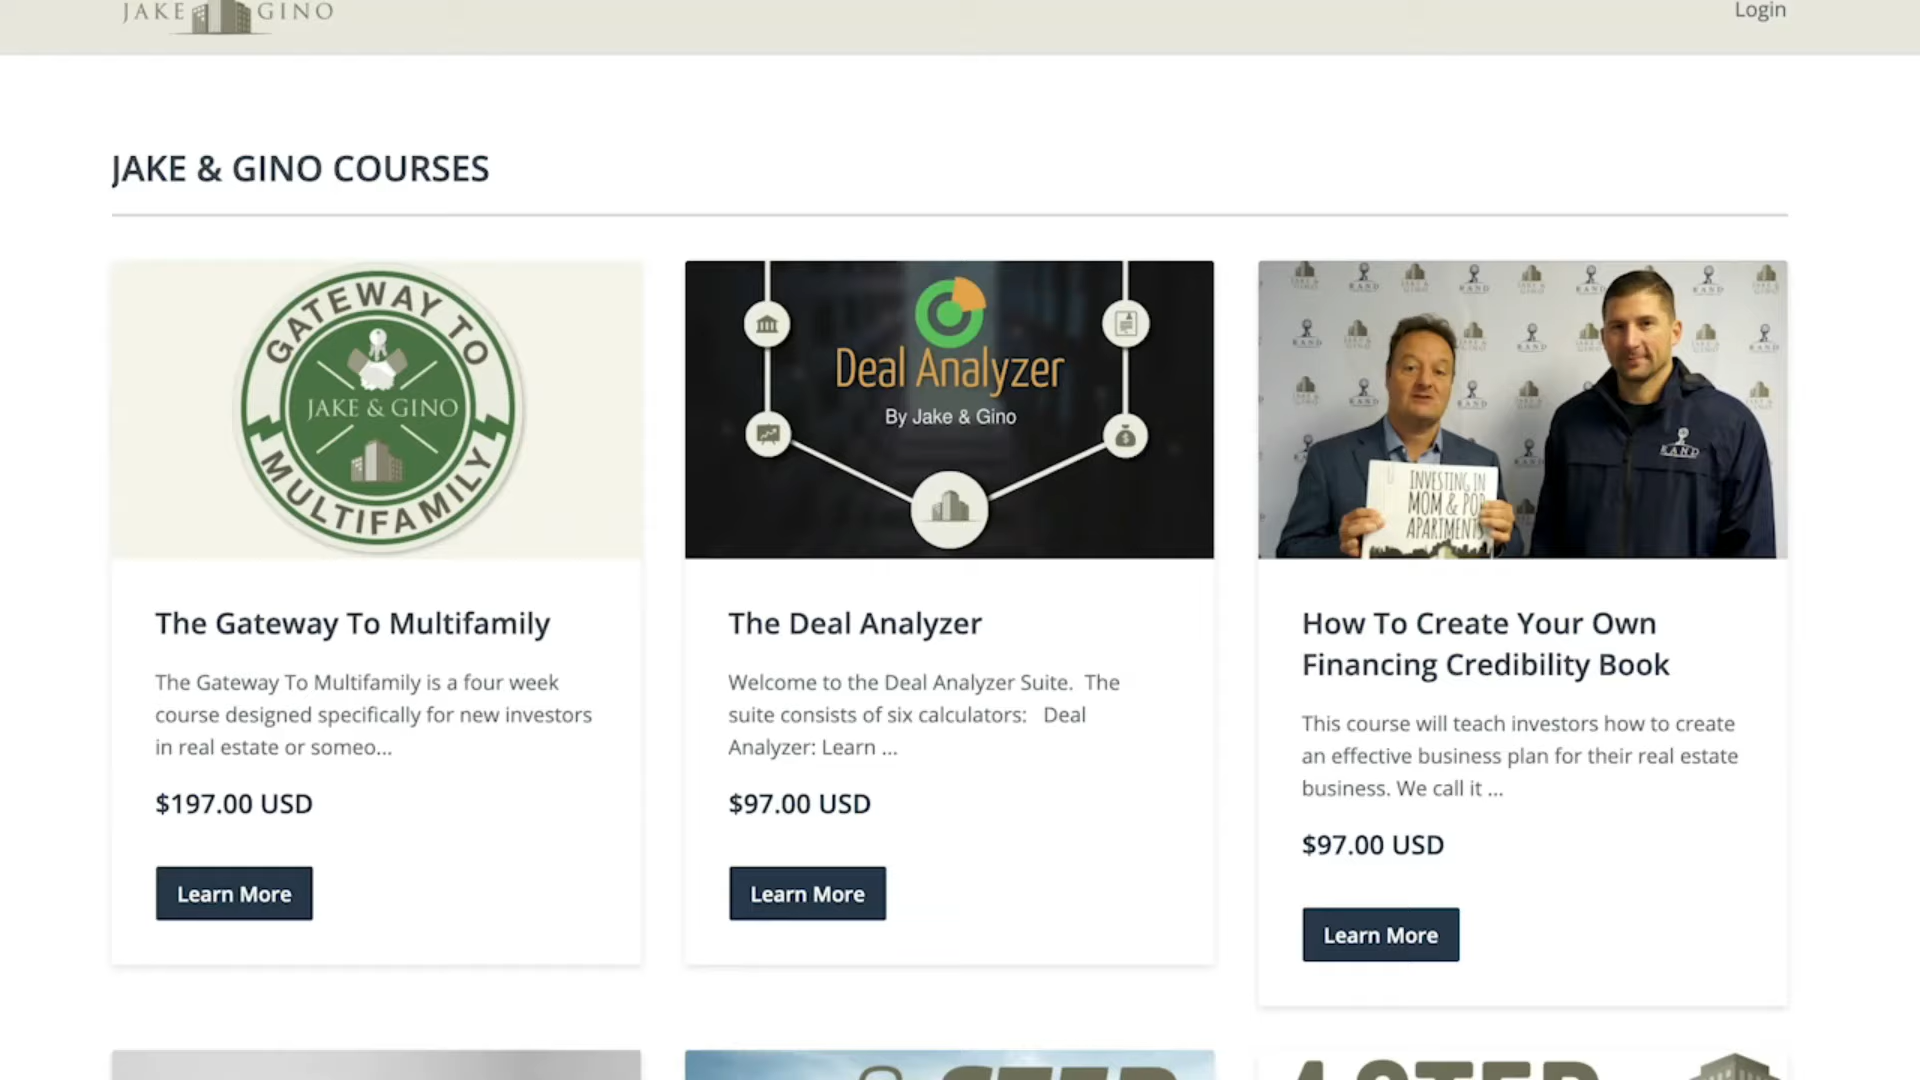 JAKE GINO
Login
JAKE & GINO COURSES
GATEWAY TO
JAKE & GINO
MULTIFAMILY
Deal Analyzer
By Jake & Gino
RAND
INVESTING IN
MOM & POP
APARTMENTS
The Gateway To Multifamily
The Gateway To Multifamily is a four week
course designed specifically for new investors
in real estate or someo...
$197.00 USD
Learn More
The Deal Analyzer
Welcome to the Deal Analyzer Suite. The
suite consists of six calculators: Deal
Analyzer: Learn ...
$97.00 USD
Learn More
How To Create Your Own
Financing Credibility Book
This course will teach investors how to create
an effective business plan for their real estate
business. We call it ...
$97.00 USD
Learn More
STEP
4 STEP